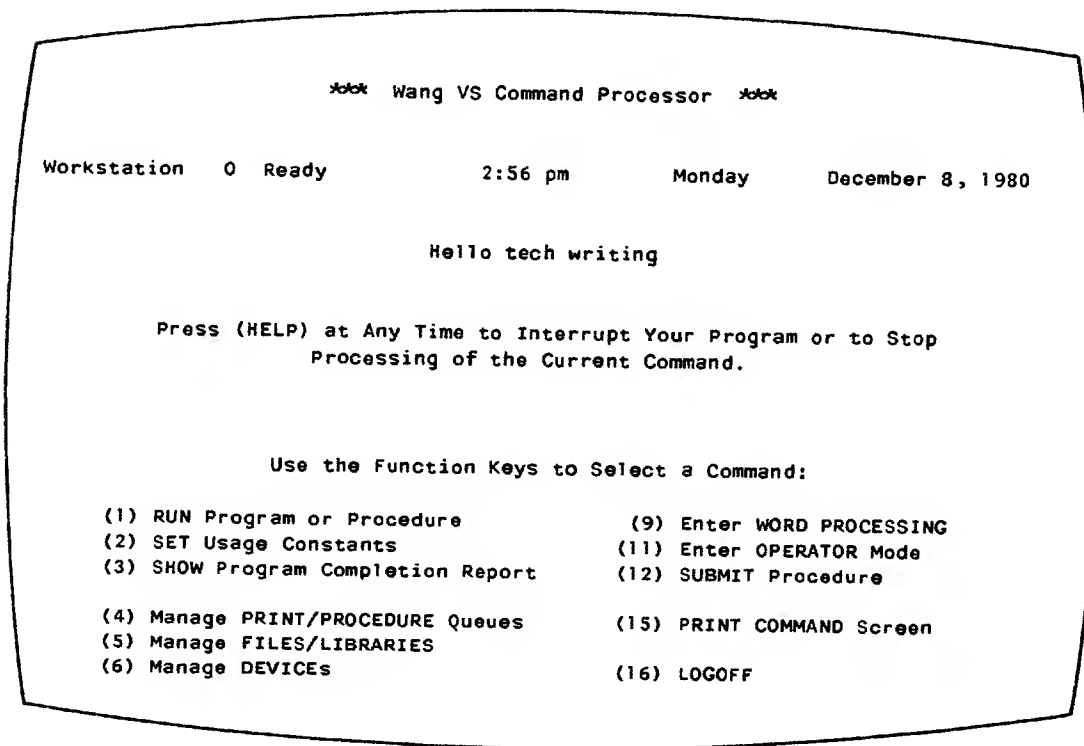 *** Wang VS Command Processor ***
Workstation 0 Ready 2:56 pm Monday December 8, 1980
Hello tech writing
Press (HELP) at Any Time to Interrupt Your Program or to Stop
Processing of the Current Command.
Use the Function Keys to Select a Command:
(1) RUN Program or Procedure (9) Enter WORD PROCESSING
(2) SET Usage Constants (11) Enter OPERATOR Mode
(3) SHOW Program Completion Report (12) SUBMIT Procedure
(4) Manage PRINT/PROCEDURE Queues (15) PRINT COMMAND Screen
(5) Manage FILES/LIBRARIES
(6) Manage DEVICEs (16) LOGOFF